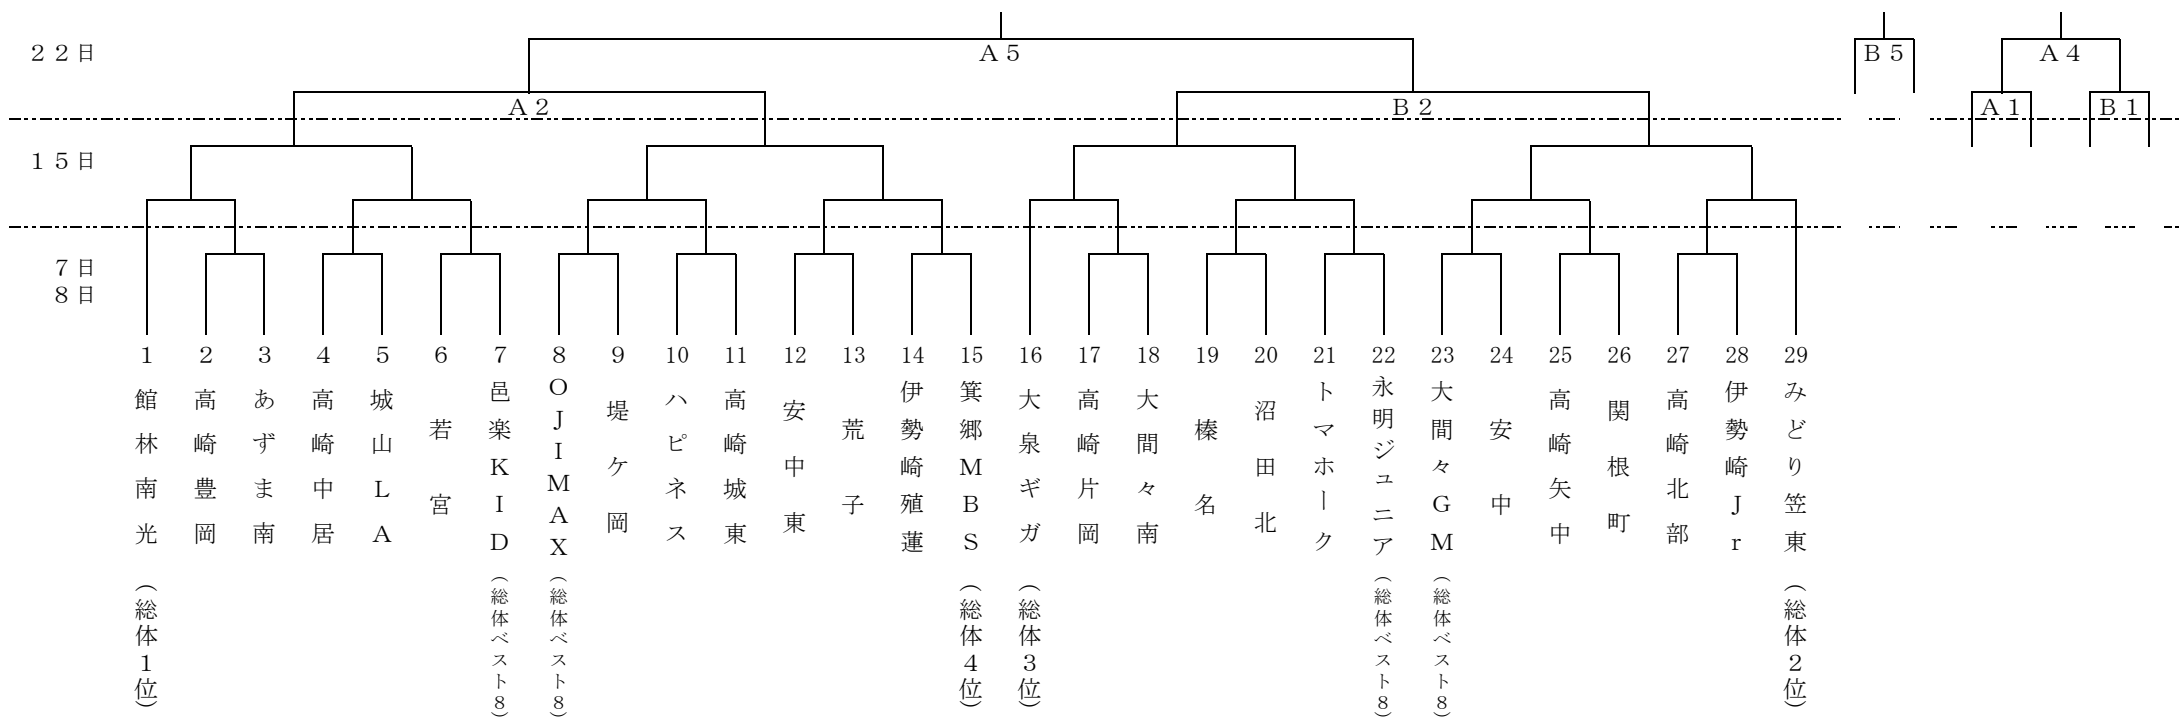 ２２日
Ａ５
Ｂ５
Ａ４
Ａ２
Ｂ２
Ａ１
Ｂ１
１５日
７日
８日
１
館林南光
（総体１位）
２
高崎豊岡
３
あずま南
４
高崎中居
５
城山ＬＡ
６
若宮
７
邑楽ＫＩＤ
（総体ベスト８）
８
ＯＪＩＭＡＸ
（総体ベスト８）
９
堤ケ岡
10
ハピネス
11
高崎城東
12
安中東
13
荒子
14
伊勢崎殖蓮
15
箕郷ＭＢＳ
（総体４位）
16
大泉ギガ
（総体３位）
17
高崎片岡
18
大間々南
19
榛名
20
沼田北
21
トマホーク
22
永明ジュニア
（総体ベスト８）
23
大間々ＧＭ
（総体ベスト８）
24
安中
25
高崎矢中
26
関根町
27
高崎北部
28
伊勢崎Ｊｒ
29
みどり笠東
（総体２位）